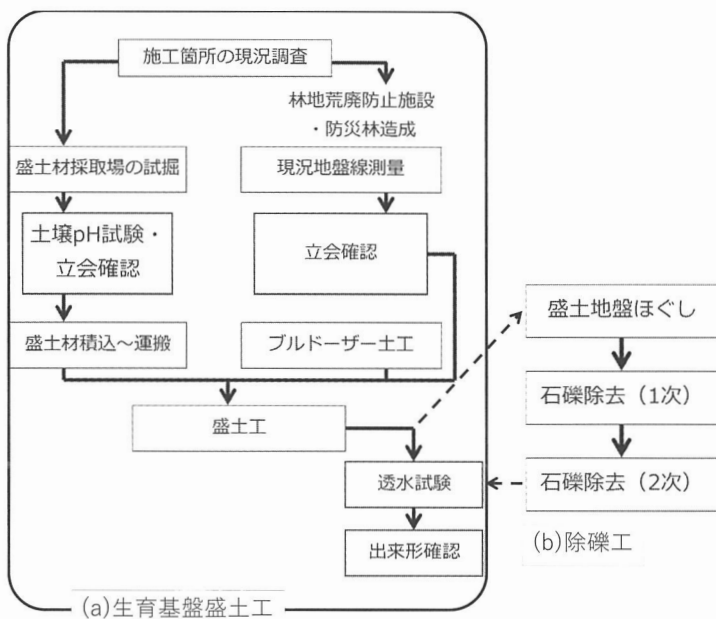 施工箇所の現況調査
林地荒廃防止施設
・防災林造成
盛土材採取場の試掘
現況地盤線測量
土壌pH試験・
立会確認
立会確認
盛土材積込～運搬
ブルドーザー土工
盛土工
透水試験
出来形確認
(a)生育基盤盛土工
盛土地盤ほぐし
石礫除去（1次）
石礫除去（2次）
(b)除礫工